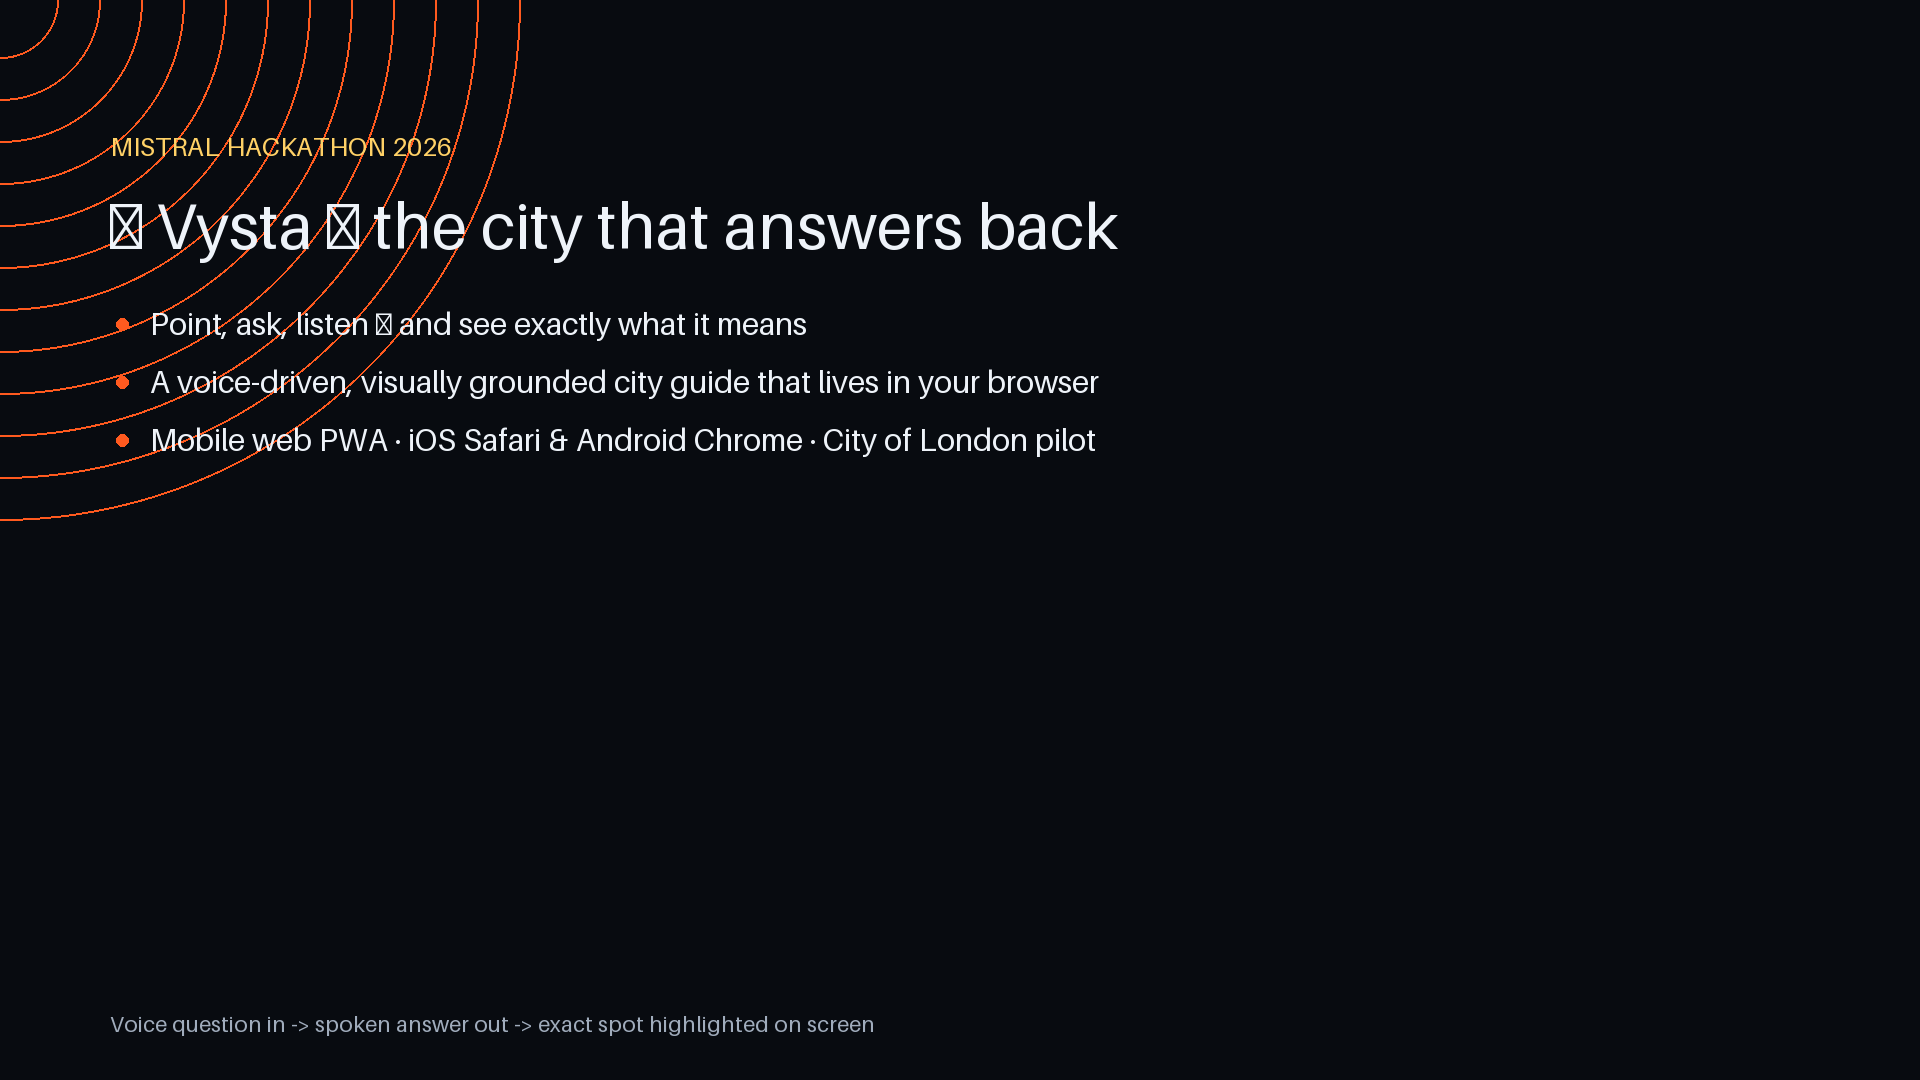 MISTRAL HACKATHON 2026
Vysta the city that answers back
Point, ask, listen and see exactly what it means
A voice-driven, visually grounded city guide that lives in your browser
Mobile web PWA · iOS Safari & Android Chrome · City of London pilot
Voice question in -> spoken answer out -> exact spot highlighted on screen